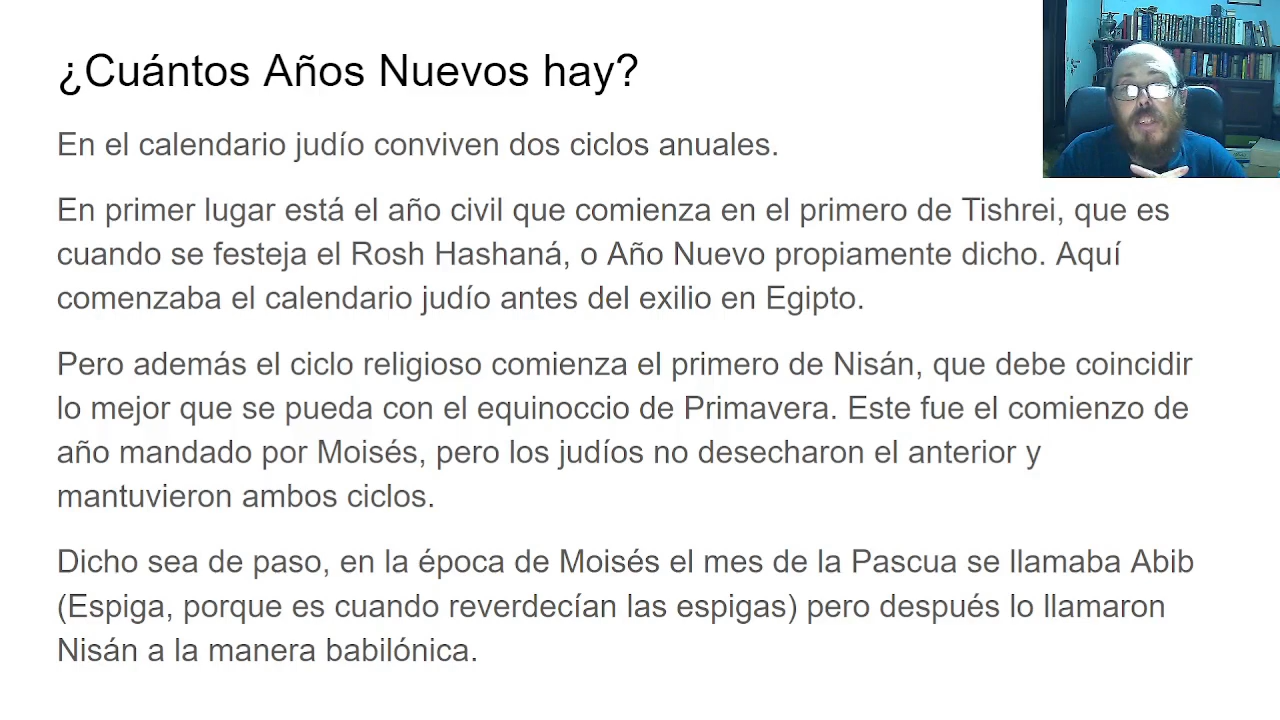 ¿Cuántos Años Nuevos hay?
En el calendario judío conviven dos ciclos anuales.
En primer lugar está el año civil que comienza en el primero de Tishrei, que es
cuando se festeja el Rosh Hashaná, o Año Nuevo propiamente dicho. Aquí
comenzaba el calendario judío antes del exilio en Egipto.
Pero además el ciclo religioso comienza el primero de Nisán, que debe coincidir
lo mejor que se pueda con el equinoccio de Primavera. Este fue el comienzo de
año mandado por Moisés, pero los judíos no desecharon el anterior y
mantuvieron ambos ciclos.
Dicho sea de paso, en la época de Moisés el mes de la Pascua se llamaba Abib
(Espiga, porque es cuando reverdecían las espigas) pero después lo llamaron
Nisán a la manera babilónica.